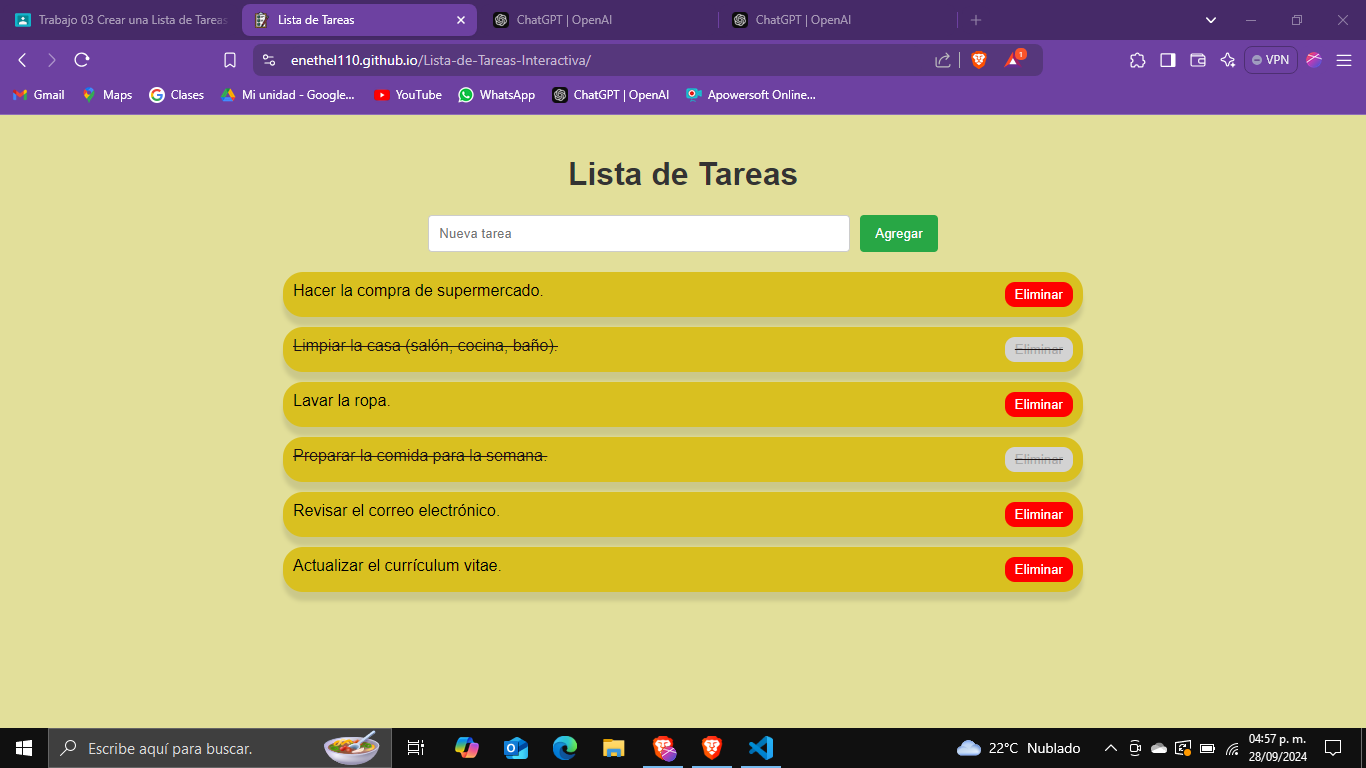 Trabajo 03 Crear una Lista de Tareas
Lista de Tareas
ChatGPT | OpenAI
ChatGPT | OpenAI
enethel110.github.io/Lista-de-Tareas-Interactiva/
1
VPN
Gmail
Maps
Clases
Mi unidad - Google...
YouTube
WhatsApp
ChatGPT | OpenAI
Apowersoft Online...
Lista de Tareas
Nueva tarea
Agregar
Hacer la compra de supermercado.
Eliminar
Limpiar la casa (salón, cocina, baño).
Eliminar
Lavar la ropa.
Eliminar
Preparar la comida para la semana.
Eliminar
Revisar el correo electrónico.
Eliminar
Actualizar el currículum vitae.
Eliminar
Escribe aquí para buscar.
22°C Nublado
04:57 p. m.
28/09/2024